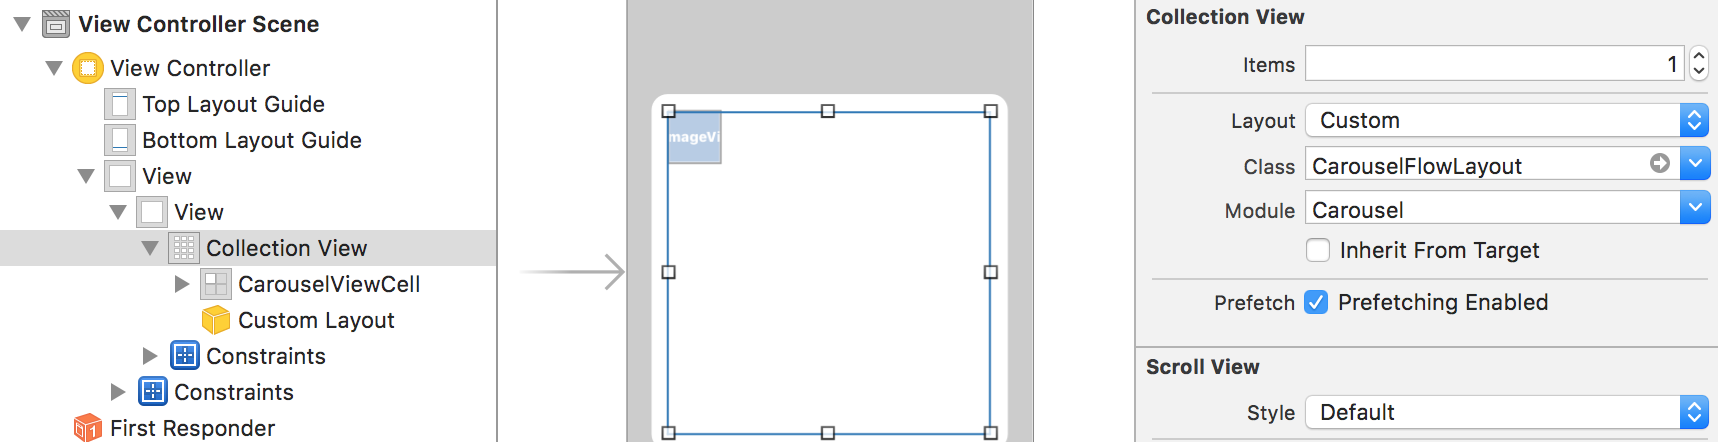 View Controller Scene
View Controller
Top Layout Guide
Bottom Layout Guide
View
View
Collection View
CarouselViewCell
Custom Layout
Constraints
Constraints
First Responder
mageVi
Collection View
Items 1
Layout Custom
Class CarouselFlowLayout
Module Carousel
Inherit From Target
Prefetch Prefetching Enabled
Scroll View
Style Default